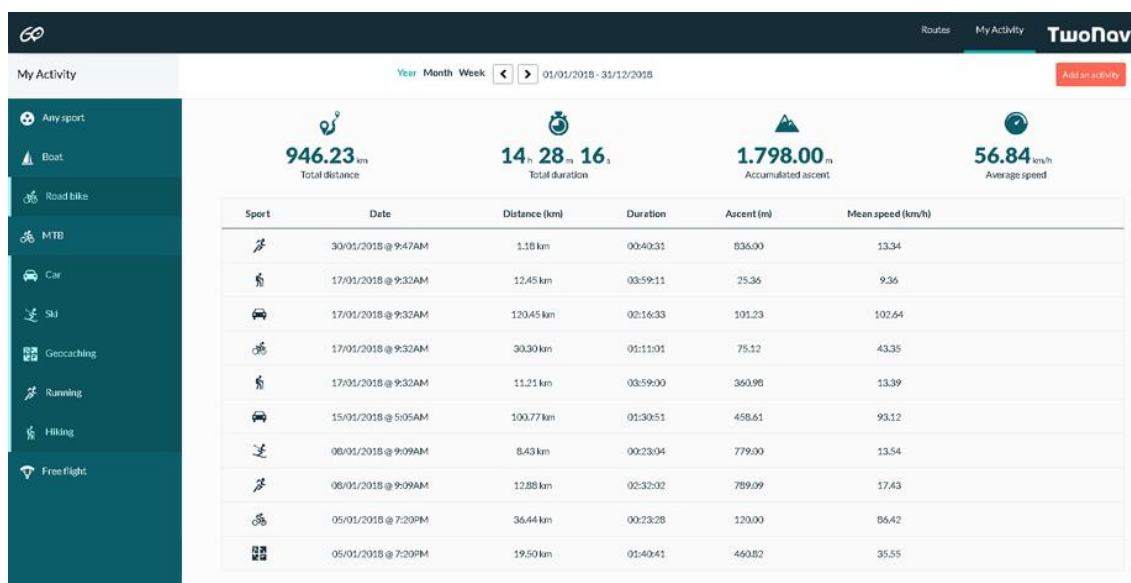 GO
Routes My Activity TwoNav
My Activity Year Month Week 01/01/2018 - 31/12/2018 Add an activity
Any sport
Boat
Road bike
MTB
Car
Ski
Geocaching
Running
Hiking
Free flight
946.23 km 14 h 28 m 16 s 1.798.00 m 56.84 km/h
Total distance Total duration Accumulated ascent Average speed
Sport Date Distance (km) Duration Ascent (m) Mean speed (km/h)
30/01/2018 @ 9:47AM 1.18 km 00:40:31 836.00 13.34
17/01/2018 @ 9:32AM 12.45 km 03:59:11 25.36 9.36
17/01/2018 @ 9:32AM 120.45 km 02:16:33 101.23 102.64
17/01/2018 @ 9:32AM 30.30 km 01:11:01 75.12 43.35
17/01/2018 @ 9:32AM 11.21 km 03:59:00 360.98 13.39
15/01/2018 @ 5:05AM 100.77 km 01:30:51 458.61 93.12
08/01/2018 @ 9:09AM 8.43 km 00:23:04 779.00 13.54
08/01/2018 @ 9:09AM 12.88 km 02:32:02 789.09 17.43
05/01/2018 @ 7:20PM 36.44 km 00:23:28 120.00 86.42
05/01/2018 @ 7:20PM 19.50 km 01:40:41 460.82 35.55